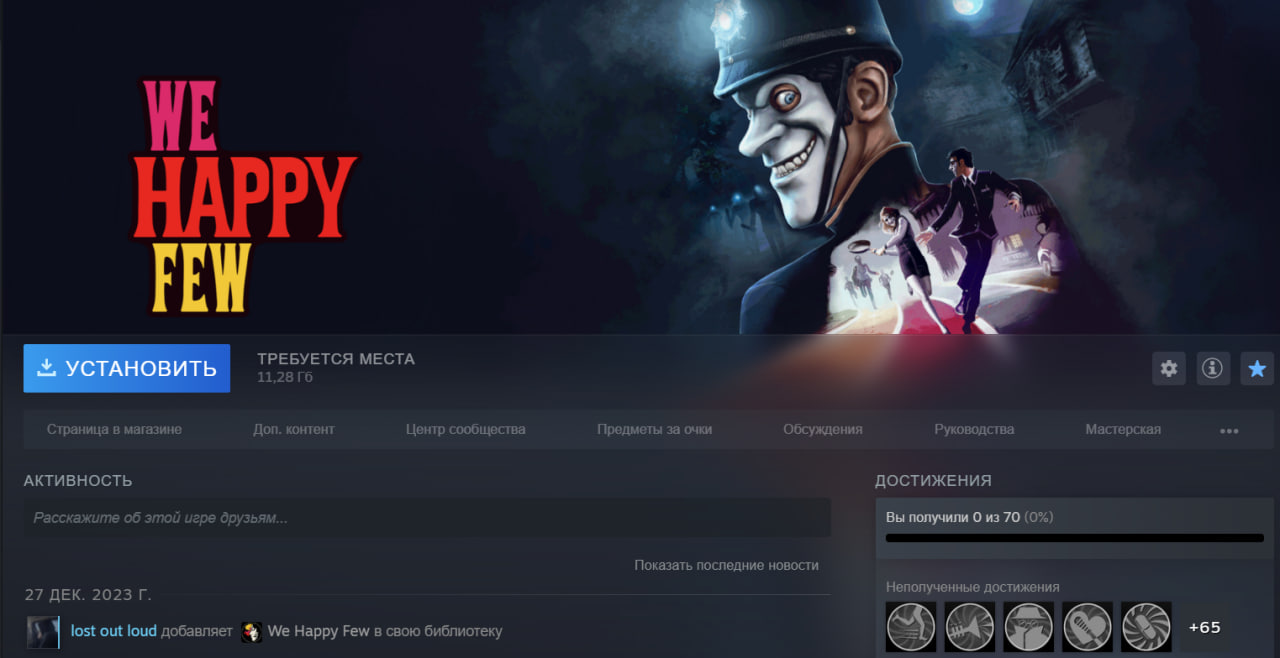 WE
HAPPY
FEW
УСТАНОВИТЬ
ТРЕБУЕТСЯ МЕСТА
11,28 Гб
Страница в магазине Доп. контент Центр сообщества Предметы за очки Обсуждения Руководства Мастерская
АКТИВНОСТЬ
Расскажите об этой игре друзьям...
Показать последние новости
27 ДЕК. 2023 Г.
lost out loud добавляет We Happy Few в свою библиотеку
ДОСТИЖЕНИЯ
Вы получили 0 из 70 (0%)
Неполученные достижения
+65